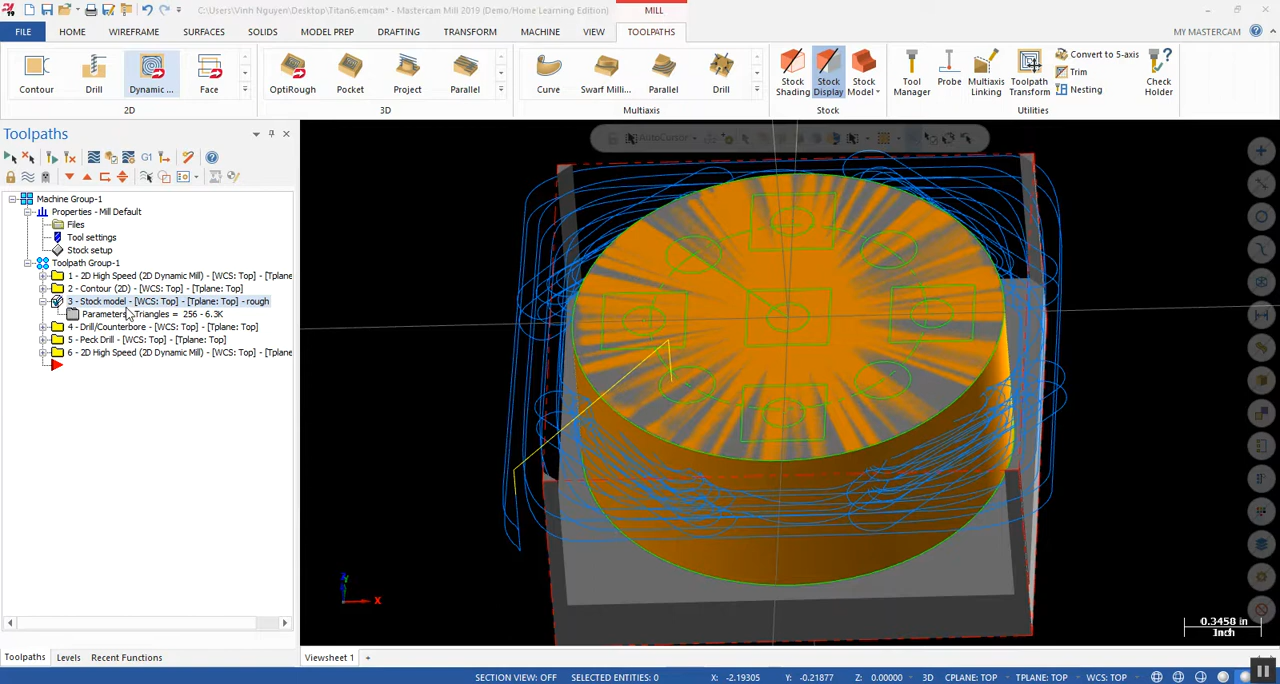 C:\Users\Vinh Nguyen\Desktop\Titan6.emcam* - Mastercam Mill 2019 (Demo/Home Learning Edition)
MILL
19
FILE HOME WIREFRAME SURFACES SOLIDS MODEL PREP DRAFTING TRANSFORM MACHINE VIEW TOOLPATHS MY MASTERCAM
Contour Drill Dynamic ... Face OptiRough Pocket Project Parallel Curve Swarf Milli... Parallel Drill Stock Shading Stock Display Stock Model Tool Manager Probe Multiaxis Linking Toolpath Transform Convert to 5-axis Trim Nesting Check Holder
2D 3D Multiaxis Stock Utilities
Toolpaths
AutoCursor
G1
Machine Group-1
Properties - Mill Default
Files
Tool settings
Stock setup
Toolpath Group-1
1 - 2D High Speed (2D Dynamic Mill) - [WCS: Top] - [Tplane
2 - Contour (2D) - [WCS: Top] - [Tplane: Top]
3 - Stock model - [WCS: Top] - [Tplane: Top] - rough
Parameters Triangles = 256 - 6.3K
4 - Drill/Counterbore - [WCS: Top] - [Tplane: Top]
5 - Peck Drill - [WCS: Top] - [Tplane: Top]
6 - 2D High Speed (2D Dynamic Mill) - [WCS: Top] - [Tplane
X
0.3458 in
Inch
Toolpaths Levels Recent Functions Viewsheet 1 +
SECTION VIEW: OFF SELECTED ENTITIES: 0 X: -2.19305 Y: -0.21877 Z: 0.00000 3D CPLANE: TOP TPLANE: TOP WCS: TOP